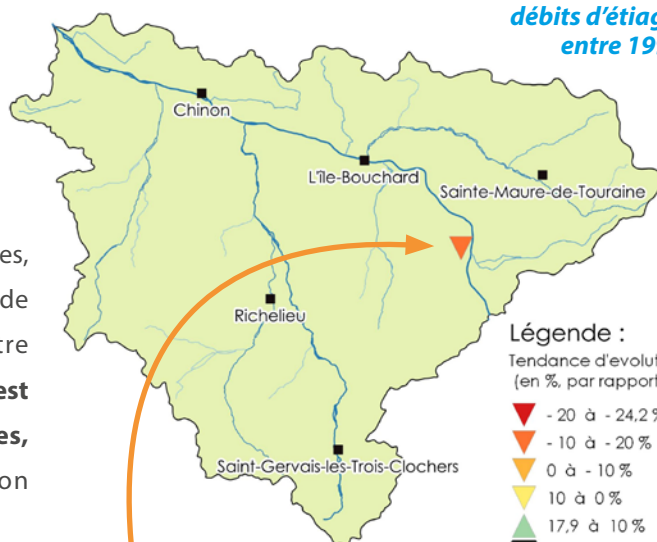 débits d'étiag
entre 19
Chinon
L'île-Bouchard
Sainte-Maure-de-Touraine
es,
de
Richelieu
tre
est
es,
on
Saint-Gervais-les-Trois-Clochers
Légende :
Tendance d'evolut
(en %, par rapport
- 20 à - 24,2 %
- 10 à - 20 %
0 à - 10 %
10 à 0 %
17,9 à 10 %